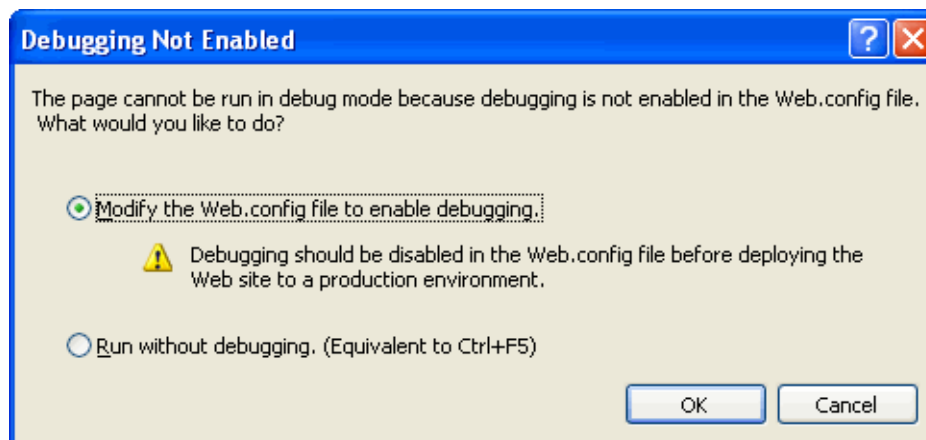 Debugging Not Enabled
The page cannot be run in debug mode because debugging is not enabled in the Web.config file.
What would you like to do?
Modify the Web.config file to enable debugging.
Debugging should be disabled in the Web.config file before deploying the
Web site to a production environment.
Run without debugging. (Equivalent to Ctrl+F5)
OK Cancel